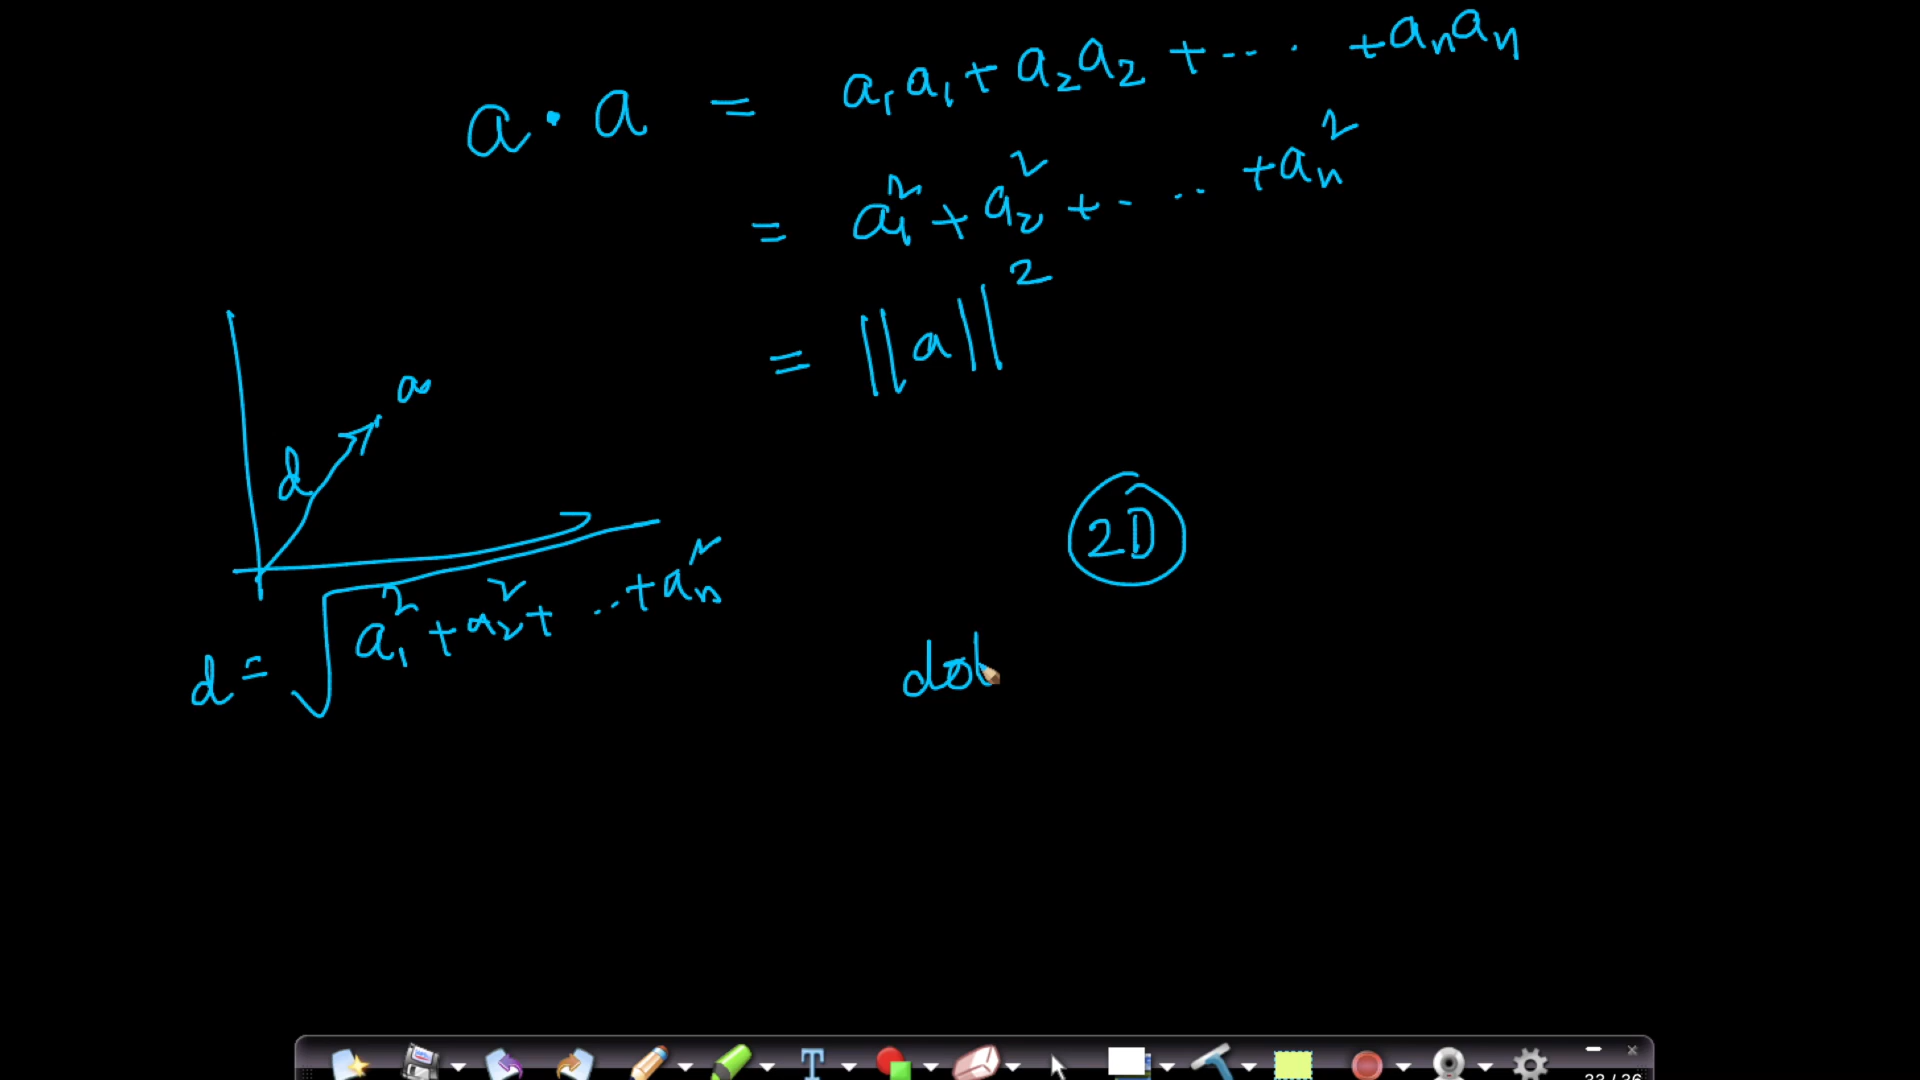 a · a = a₁a₁ + a₂a₂ + ... . + aₙaₙ
= a₁² + a₂² + . . . . + aₙ²
= ||a||²
a
d
2D
d = √(a₁² + a₂² + ... + aₙ²)
dot